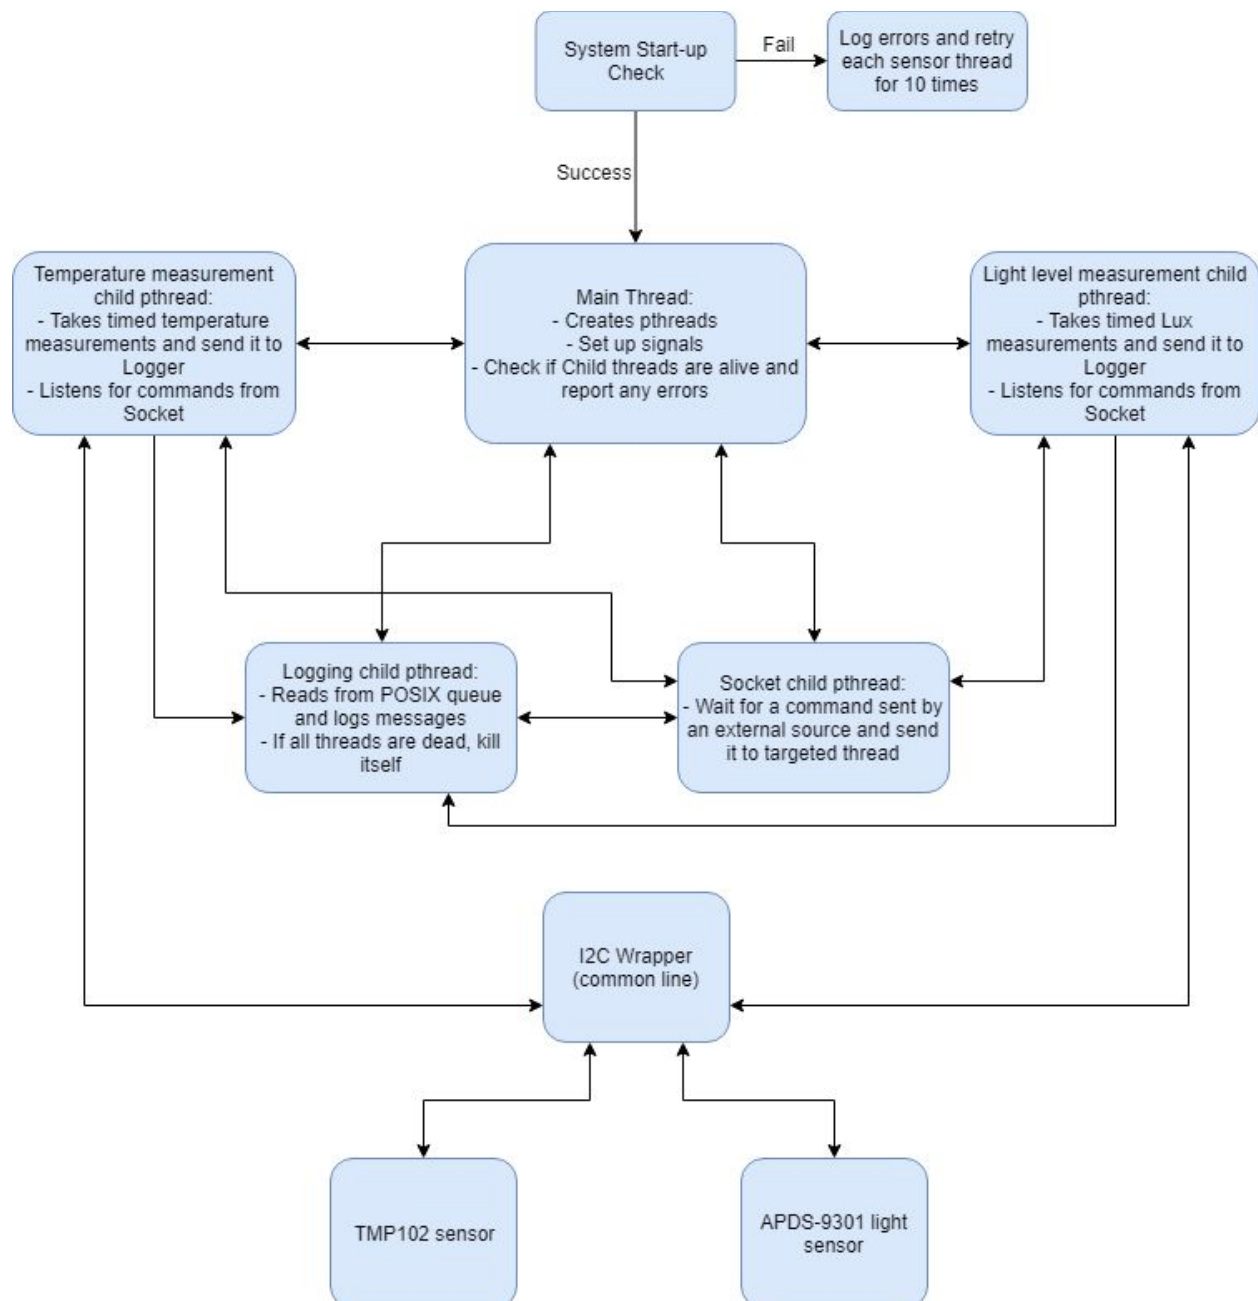 System Start-up
Check
Fail
Log errors and retry
each sensor thread
for 10 times
Success
Temperature measurement
child pthread:
- Takes timed temperature
measurements and send it to
Logger
- Listens for commands from
Socket
Main Thread:
- Creates pthreads
- Set up signals
- Check if Child threads are alive and
report any errors
Light level measurement child
pthread:
- Takes timed Lux
measurements and send it to
Logger
- Listens for commands from
Socket
Logging child pthread:
- Reads from POSIX queue
and logs messages
- If all threads are dead, kill
itself
Socket child pthread:
- Wait for a command sent by
an external source and send
it to targeted thread
I2C Wrapper
(common line)
TMP102 sensor
APDS-9301 light
sensor